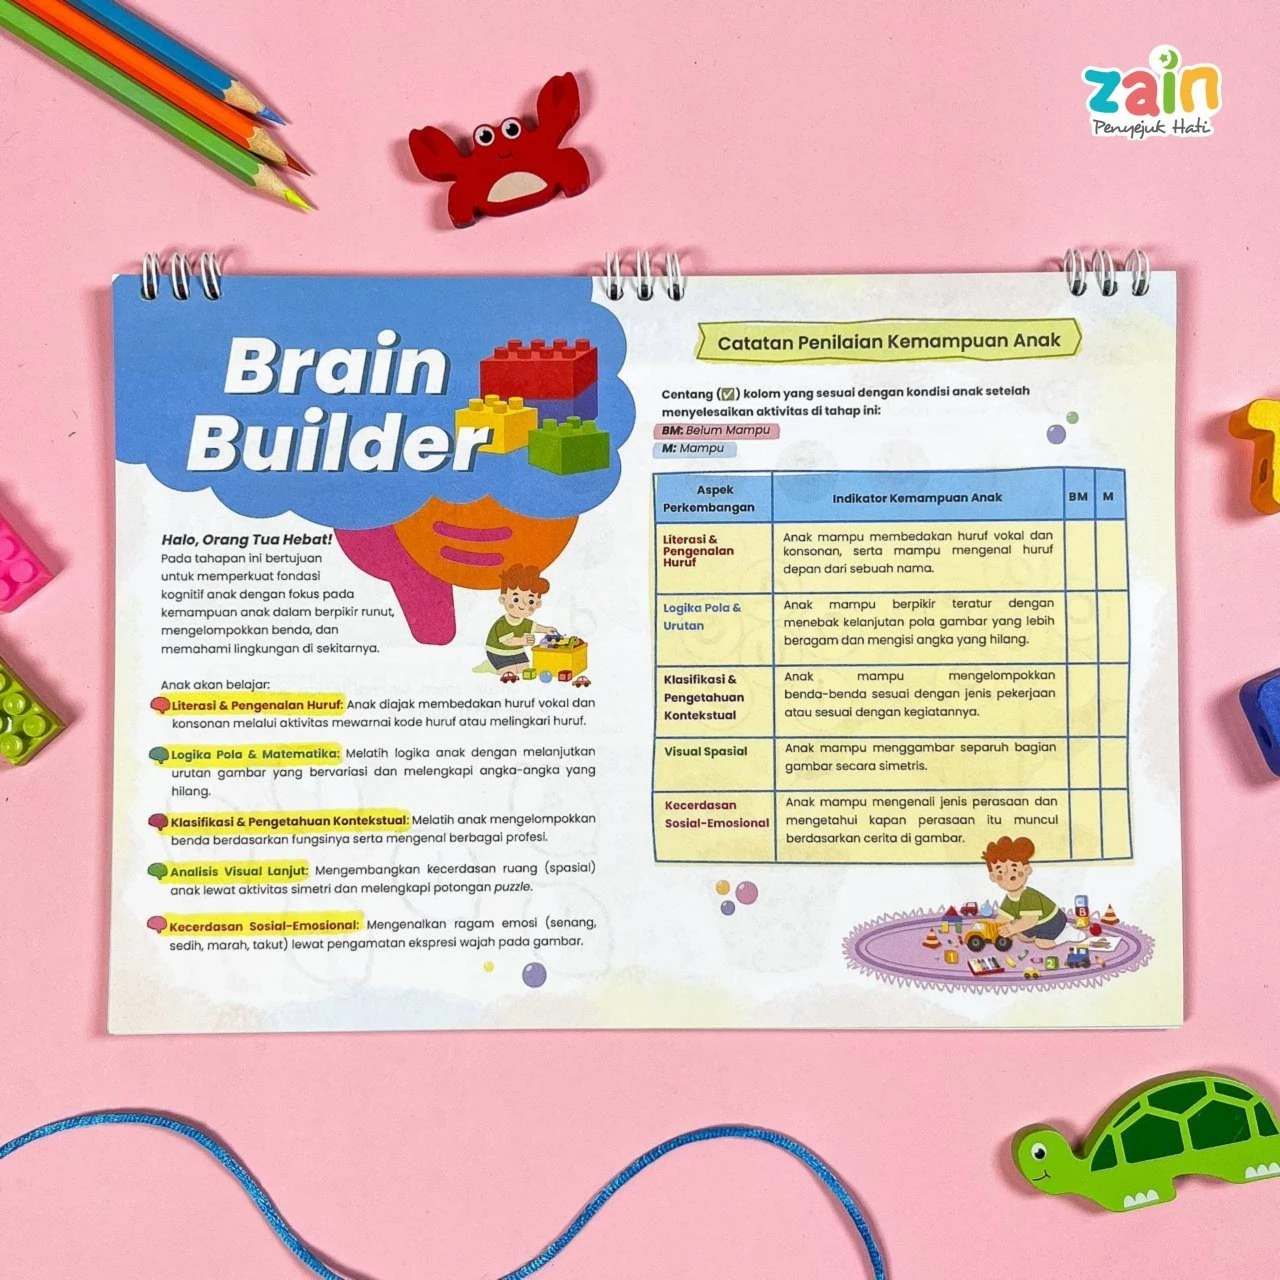 zain
Penyejuk Hati
Brain
Builder
Halo, Orang Tua Hebat!
Pada tahapan ini bertujuan
untuk memperkuat fondasi
kognitif anak dengan fokus pada
kemampuan anak dalam berpikir runut,
mengelompokkan benda, dan
memahami lingkungan di sekitarnya.
Anak akan belajar:
Literasi & Pengenalan Huruf: Anak diajak membedakan huruf vokal dan
konsonan melalui aktivitas mewarnai kode huruf atau melingkari huruf.
Logika Pola & Matematika: Melatih logika anak dengan melanjutkan
urutan gambar yang bervariasi dan melengkapi angka-angka yang
hilang.
Klasifikasi & Pengetahuan Kontekstual: Melatih anak mengelompokkan
benda berdasarkan fungsinya serta mengenal berbagai profesi.
Analisis Visual Lanjut: Mengembangkan kecerdasan ruang (spasial)
anak lewat aktivitas simetri dan melengkapi potongan puzzle.
Kecerdasan Sosial-Emosional: Mengenalkan ragam emosi (senang,
sedih, marah, takut) lewat pengamatan ekspresi wajah pada gambar.
Catatan Penilaian Kemampuan Anak
Centang (✅) kolom yang sesuai dengan kondisi anak setelah
menyelesaikan aktivitas di tahap ini:
BM: Belum Mampu
M: Mampu
Aspek
Perkembangan
Indikator Kemampuan Anak
BM
M
Literasi &
Pengenalan
Huruf
Anak mampu membedakan huruf vokal dan
konsonan, serta mampu mengenal huruf
depan dari sebuah nama.
Logika Pola &
Urutan
Anak mampu berpikir teratur dengan
menebak kelanjutan pola gambar yang lebih
beragam dan mengisi angka yang hilang.
Klasifikasi &
Pengetahuan
Kontekstual
Anak mampu mengelompokkan
benda-benda sesuai dengan jenis pekerjaan
atau sesuai dengan kegiatannya.
Visual Spasial
Anak mampu menggambar separuh bagian
gambar secara simetris.
Kecerdasan
Sosial-Emosional
Anak mampu mengenali jenis perasaan dan
mengetahui kapan perasaan itu muncul
berdasarkan cerita di gambar.